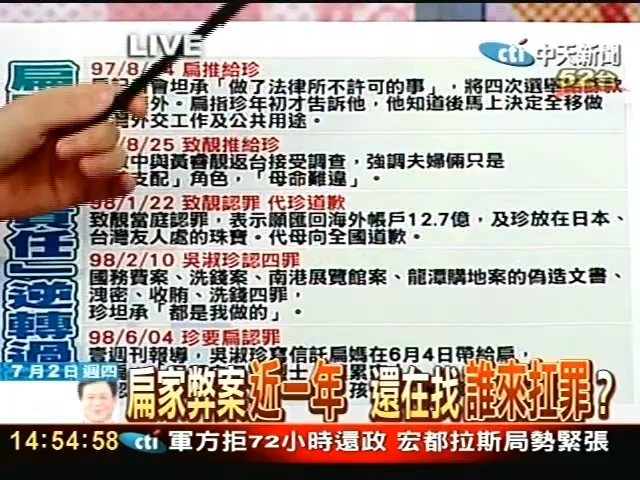 LIVE
cti 中天新聞
52台
97/8/ 4 扁推給珍
會坦承「做了法律所不許可的事」，將四次選舉
外。扁指珍年初才告訴他，他知道後馬上決定全移做
外交工作及公共用途。
8/25 致靚推給珍
中與黃睿靚返台接受調查，強調夫婦倆只是
支配」角色，「母命難違」。
98/1/22 致靚認罪 代珍道歉
致靚當庭認罪，表示願匯回海外帳戶12.7億，及珍放在日本、
台灣友人處的珠寶。代母向全國道歉。
98/2/10 吳淑珍認四罪
國務費案、洗錢案、南港展覽館案、龍潭購地案的偽造文書、
洩密、收賄、洗錢四罪，
珍坦承「都是我做的」。
98/6/04 珍要扁認罪
壹週刊報導，吳淑珍寫信託扁媽在6月4日帶給扁，
責任」逆轉過
7月2日週四
扁家弊案近一年 還在找誰來扛罪？
14:54:58 cti 軍方拒72小時還政 宏都拉斯局勢緊張